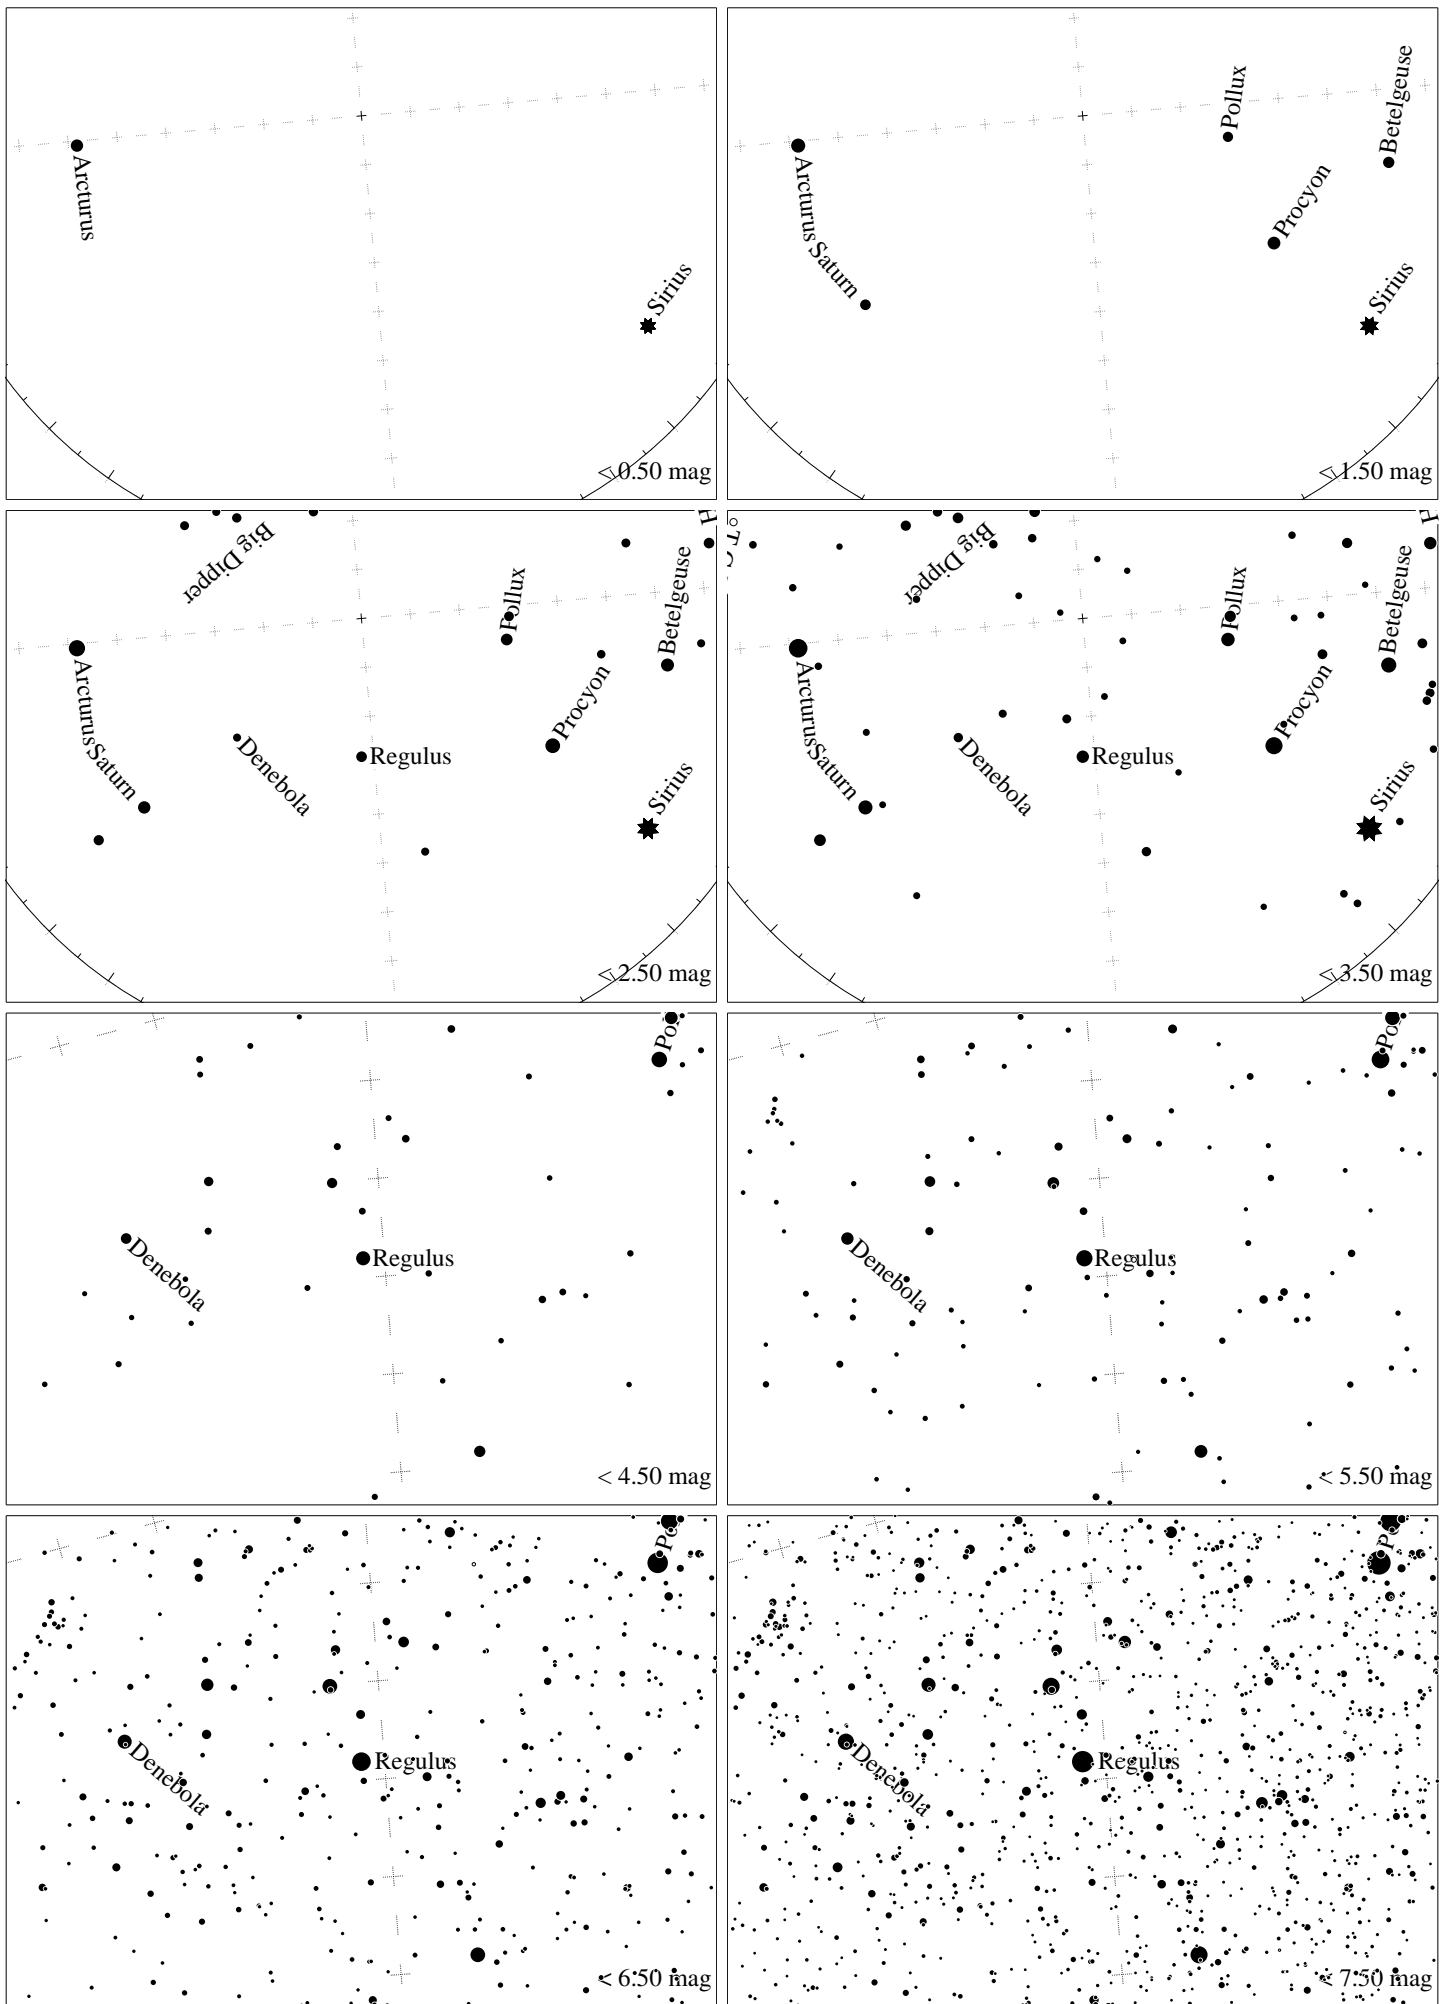 Arcturus
Sirius
< 0.50 mag
Pollux
Betelgeuse
Procyon
Arcturus
Saturn
Sirius
< 1.50 mag
Big Dipper
H
Pollux
Betelgeuse
Procyon
Arcturus
Saturn
Denebola
Regulus
Sirius
< 2.50 mag
Big Dipper
H
Pollux
Betelgeuse
Procyon
Arcturus
Saturn
Denebola
Regulus
Sirius
< 3.50 mag
Po
Denebola
Regulus
< 4.50 mag
Po
Denebola
Regulus
< 5.50 mag
Po
Denebola
Regulus
< 6.50 mag
P
Denebola
Regulus
< 7.50 mag